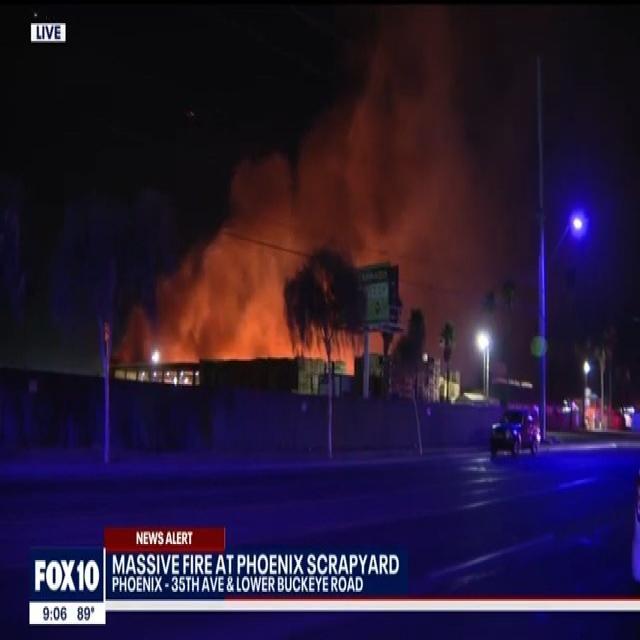 LIVE
NEWS ALERT
MASSIVE FIRE AT PHOENIX SCRAPYARD
PHOENIX - 35TH AVE & LOWER BUCKEYE ROAD
FOX10
9:06 89°